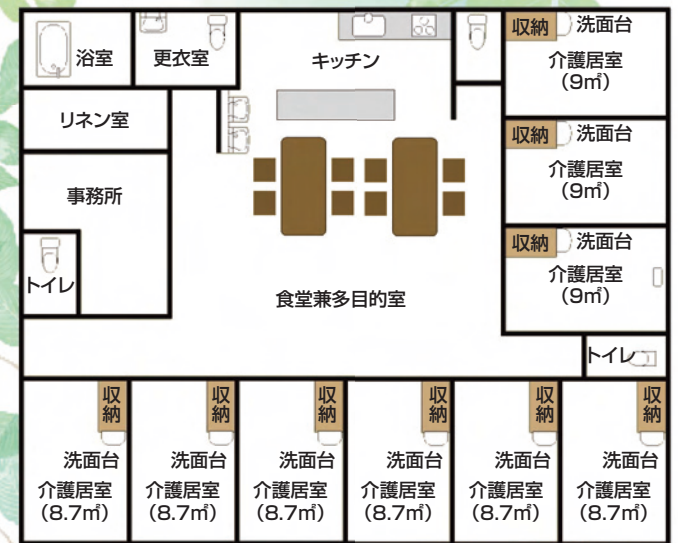 浴室
更衣室
キッチン
収納 洗面台
介護居室
（9㎡）
リネン室
収納 洗面台
介護居室
（9㎡）
事務所
収納 洗面台
介護居室
（9㎡）
トイレ
食堂兼多目的室
トイレ
収納
洗面台
介護居室
（8.7㎡）
収納
洗面台
介護居室
（8.7㎡）
収納
洗面台
介護居室
（8.7㎡）
収納
洗面台
介護居室
（8.7㎡）
収納
洗面台
介護居室
（8.7㎡）
収納
洗面台
介護居室
（8.7㎡）